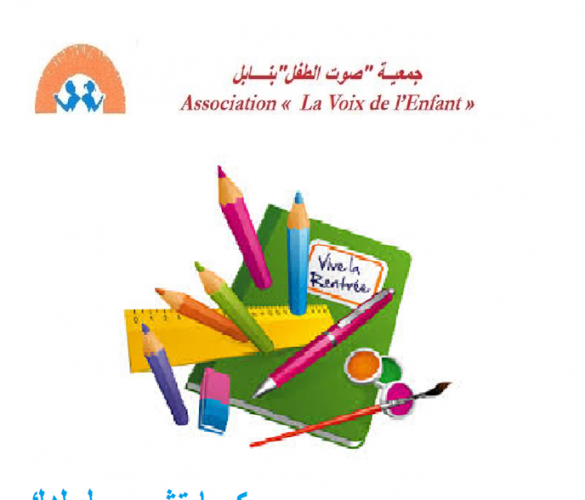 جمعية "صوت الطفل" بنابل
Association « La Voix de l'Enfant »
Vive la
Rentrée